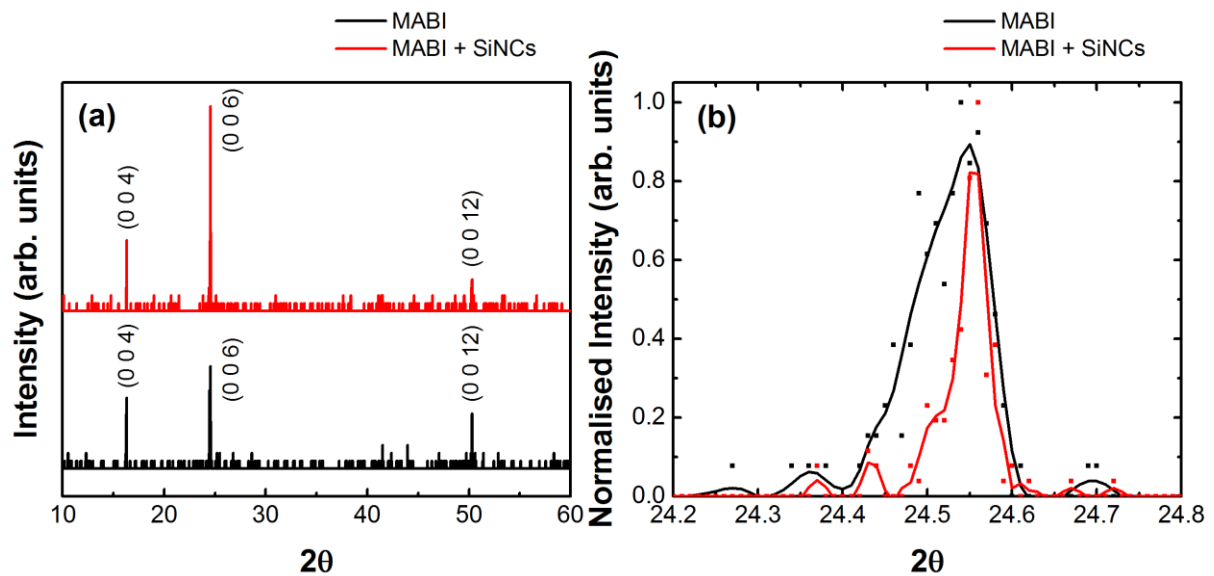 MABI
MABI + SiNCs
(a)
(0 0 4)
(0 0 6)
(0 0 12)
(0 0 4)
(0 0 6)
(0 0 12)
Intensity (arb. units)
10 20 30 40 50 60
2θ
MABI
MABI + SiNCs
(b)
Normalised Intensity (arb. units)
1.0
0.8
0.6
0.4
0.2
0.0
24.2 24.3 24.4 24.5 24.6 24.7 24.8
2θ